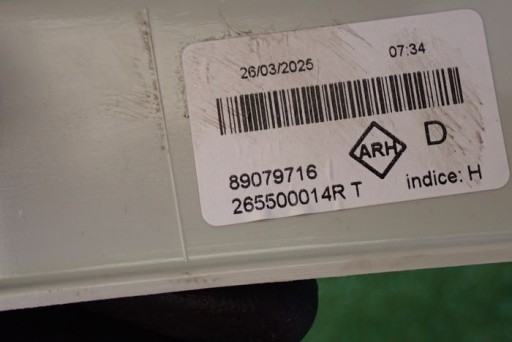 26/03/2025 07:34
ARH D
89079716
265500014R T indice: H